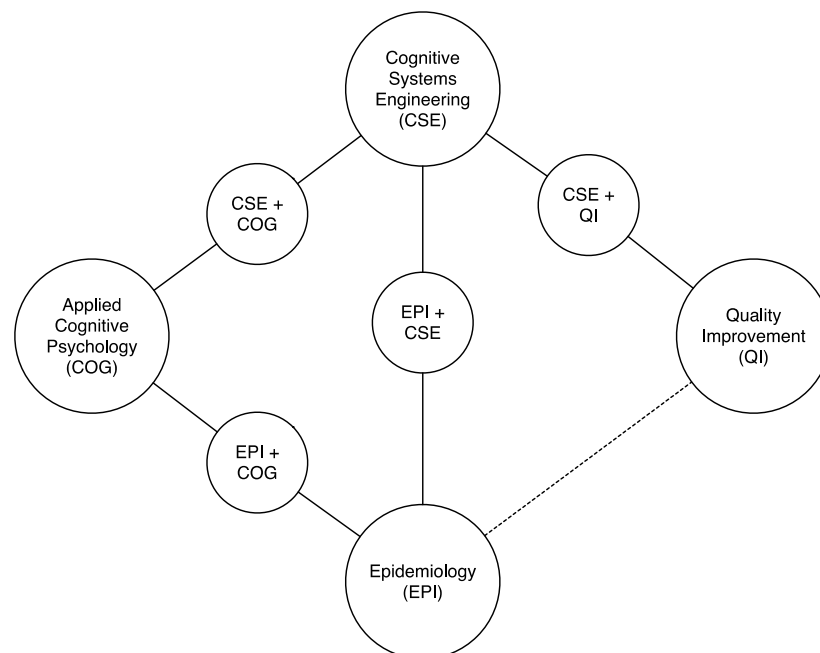 Cognitive
Systems
Engineering
(CSE)
CSE +
COG
CSE +
QI
Applied
Cognitive
Psychology
(COG)
EPI +
CSE
Quality
Improvement
(QI)
EPI +
COG
Epidemiology
(EPI)